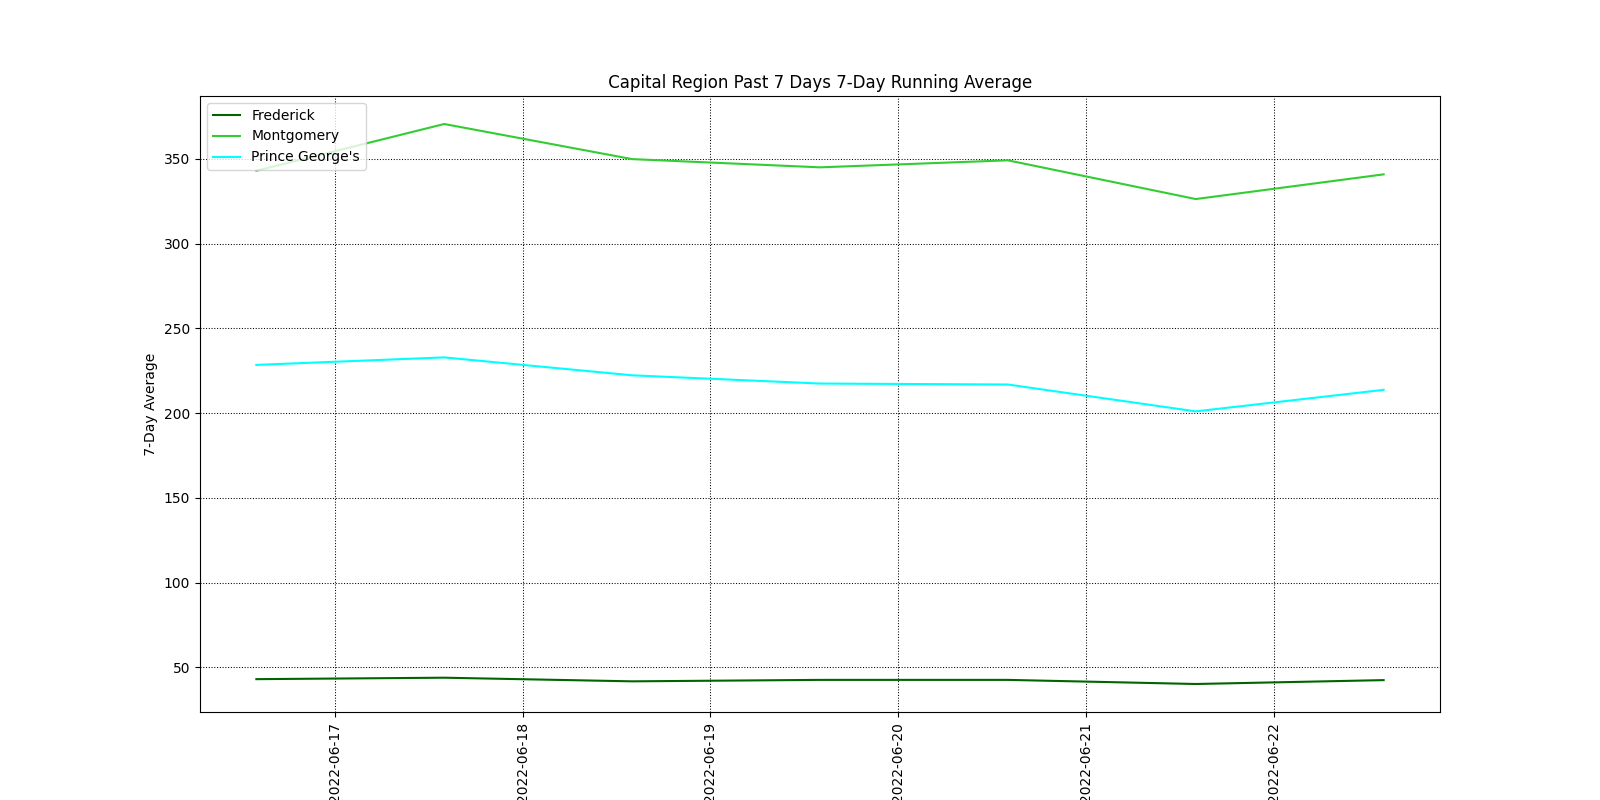 Capital Region Past 7 Days 7-Day Running Average
Frederick
Montgomery
Prince George's
350
300
250
200
150
100
50
7-Day Average
2022-06-17
2022-06-18
2022-06-19
2022-06-20
2022-06-21
2022-06-22